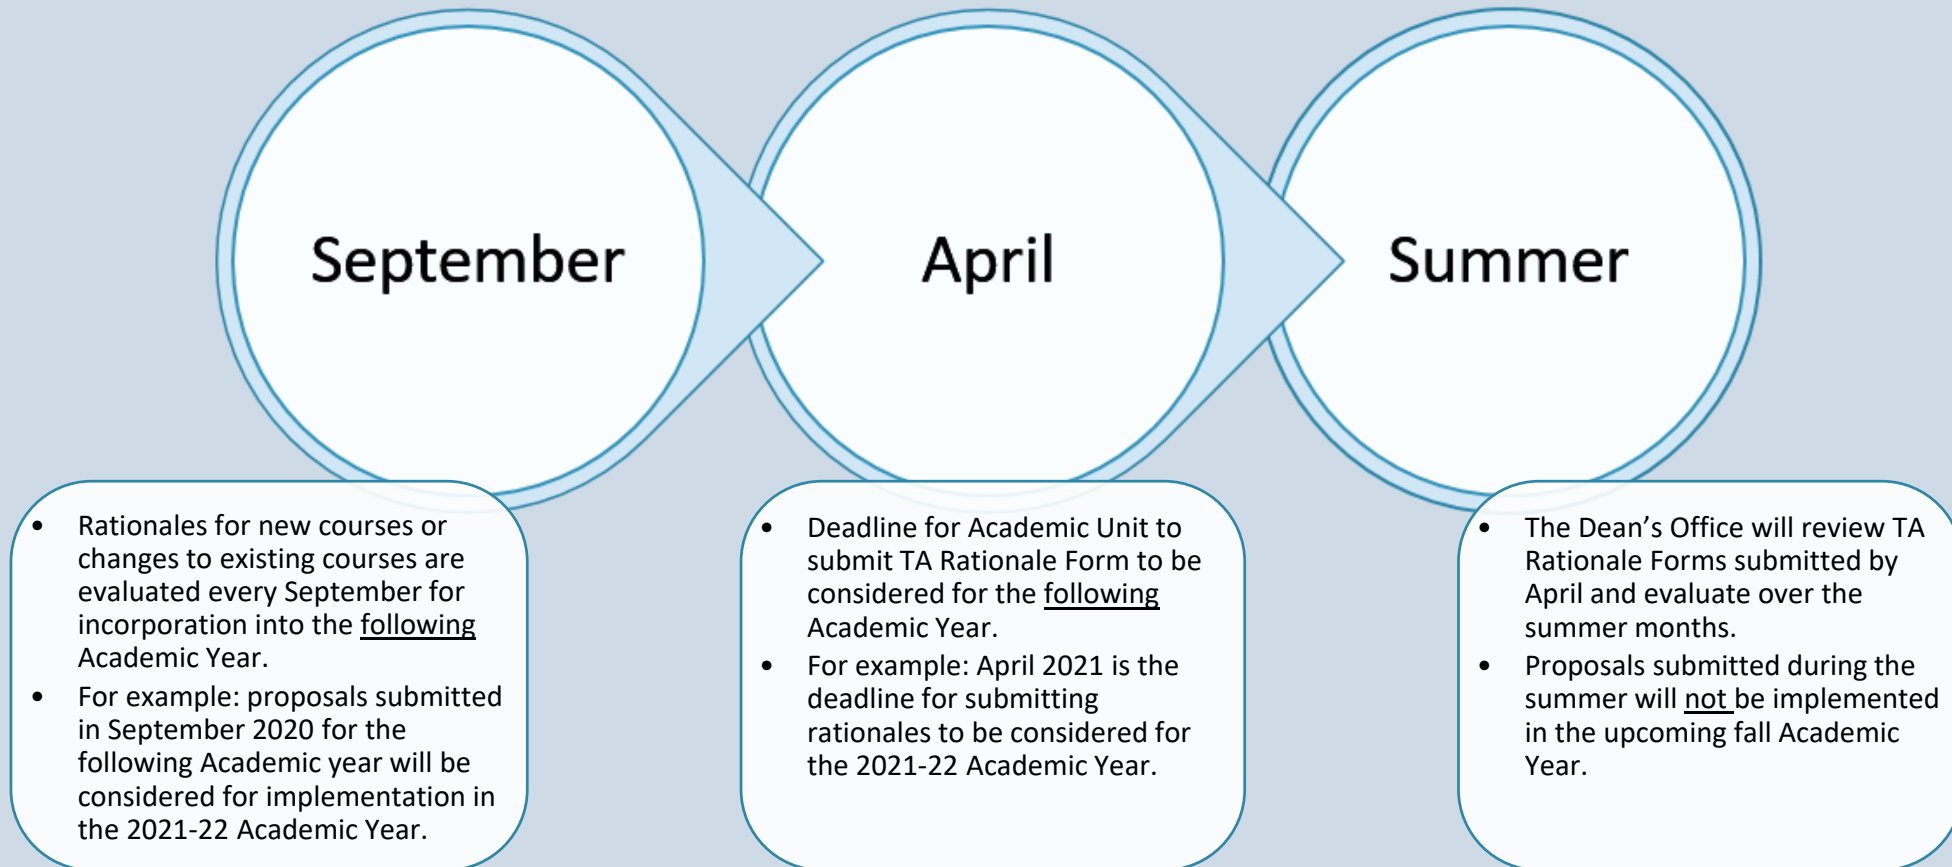 September
April
Summer
• Rationales for new courses or
changes to existing courses are
evaluated every September for
incorporation into the following
Academic Year.
• For example: proposals submitted
in September 2020 for the
following Academic year will be
considered for implementation in
the 2021-22 Academic Year.
• Deadline for Academic Unit to
submit TA Rationale Form to be
considered for the following
Academic Year.
• For example: April 2021 is the
deadline for submitting
rationales to be considered for
the 2021-22 Academic Year.
• The Dean’s Office will review TA
Rationale Forms submitted by
April and evaluate over the
summer months.
• Proposals submitted during the
summer will not be implemented
in the upcoming fall Academic
Year.